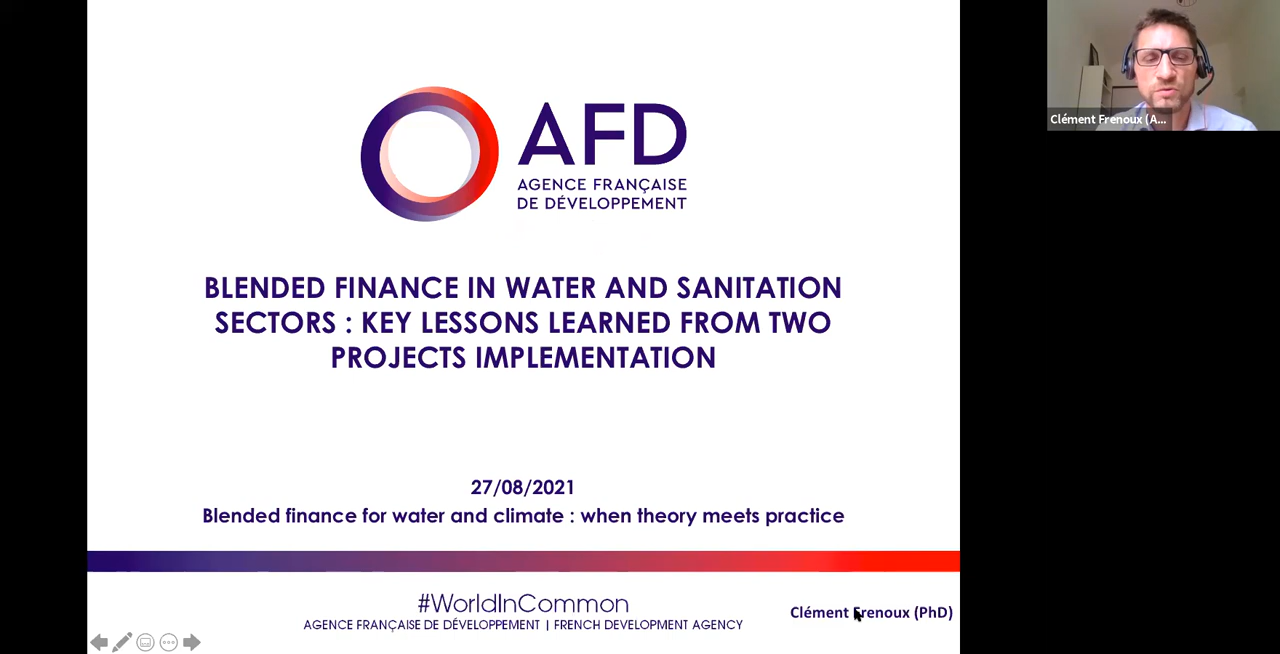 AFD
AGENCE FRANÇAISE
DE DÉVELOPPEMENT
BLENDED FINANCE IN WATER AND SANITATION
SECTORS : KEY LESSONS LEARNED FROM TWO
PROJECTS IMPLEMENTATION
27/08/2021
Blended finance for water and climate : when theory meets practice
#WorldInCommon
AGENCE FRANÇAISE DE DÉVELOPPEMENT | FRENCH DEVELOPMENT AGENCY
Clément Frenoux (PhD)
Clément Frenoux (A...